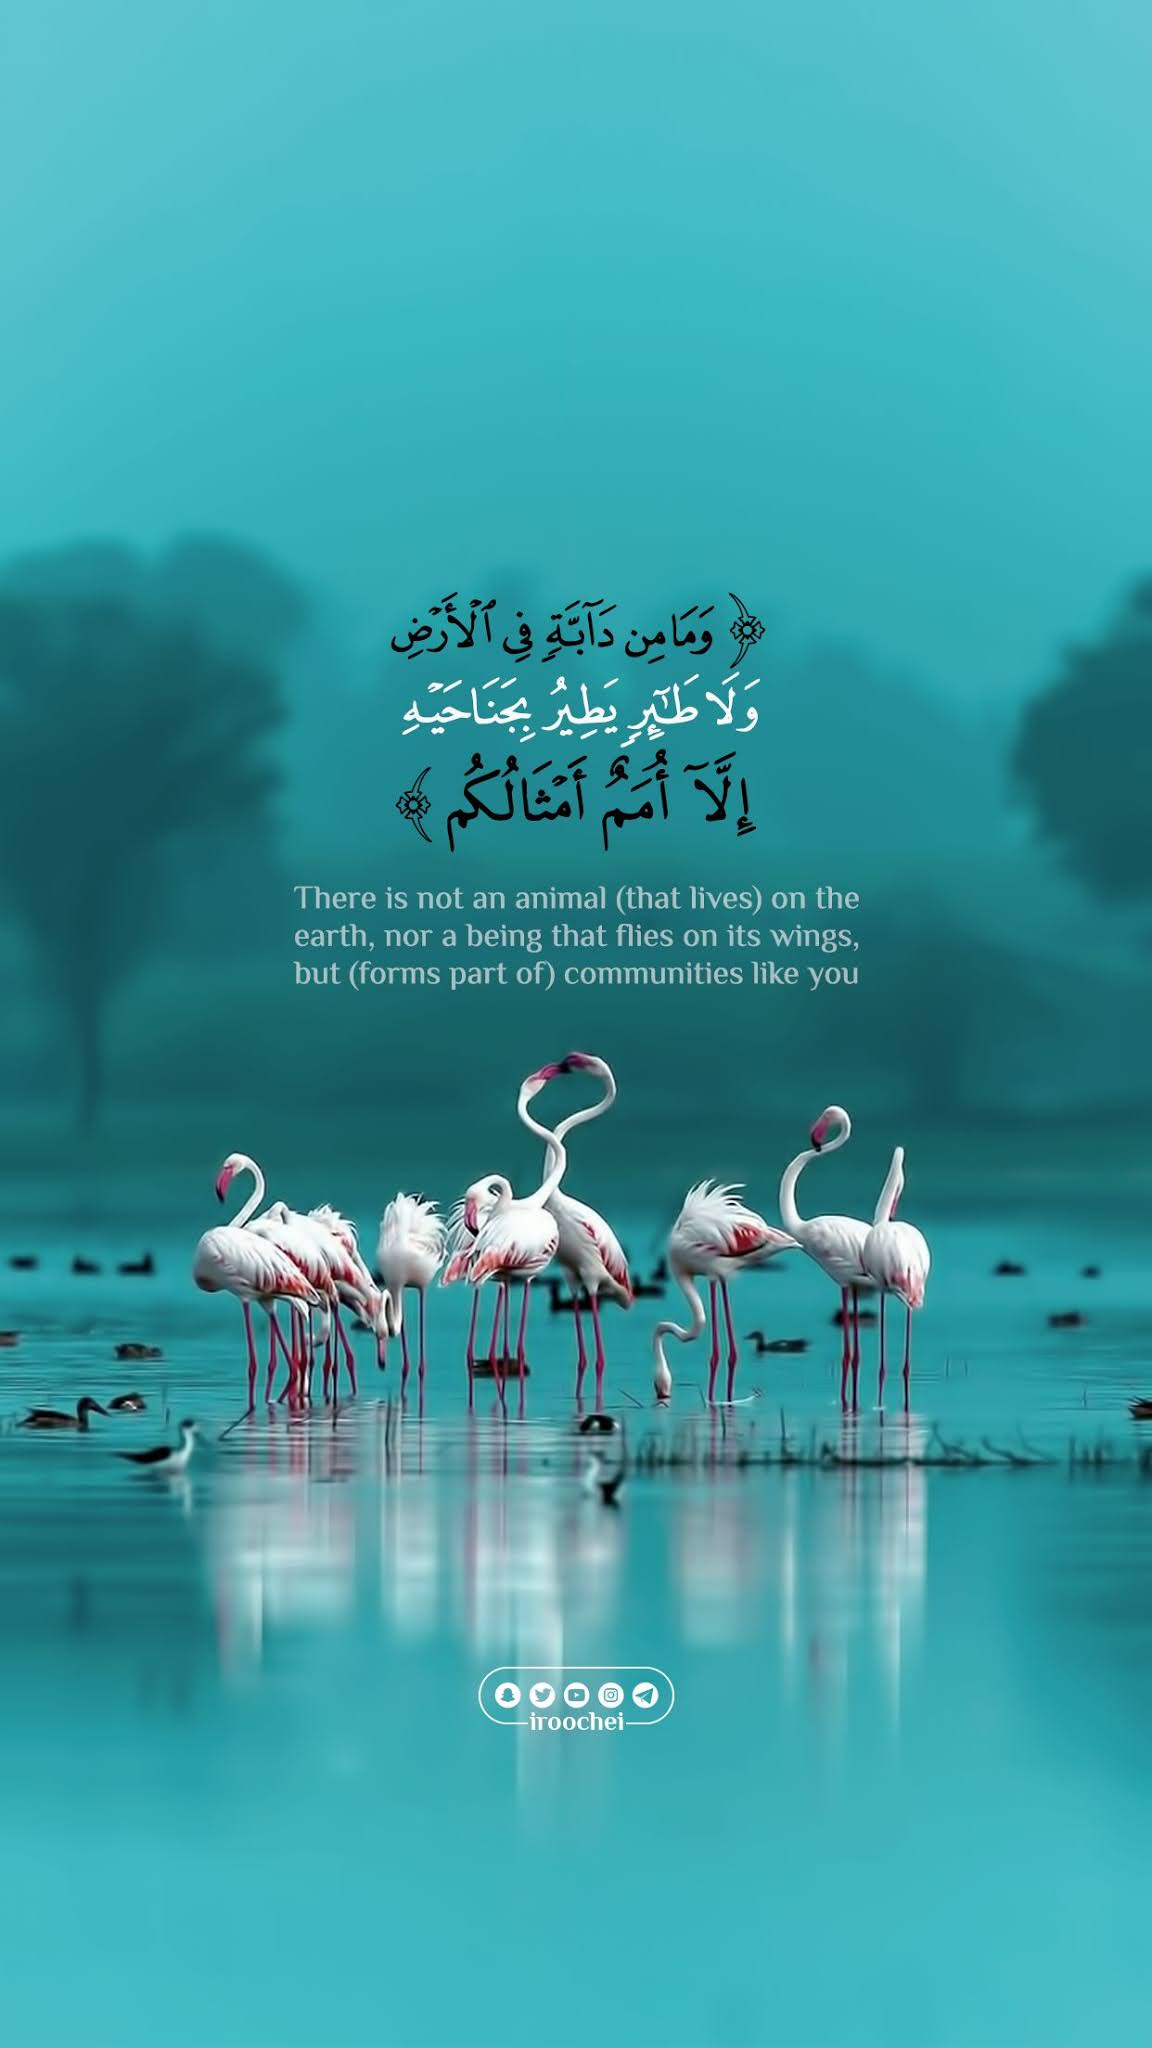 ﴿ وَمَا مِن دَآبَّةٍ فِى ٱلْأَرْضِ
وَلَا طَـٰٓئِرٍ يَطِيرُ بِجَنَاحَيْهِ
إِلَّآ أُمَمٌ أَمْثَالُكُم ﴾
There is not an animal (that lives) on the
earth, nor a being that flies on its wings,
but (forms part of) communities like you
iroochei